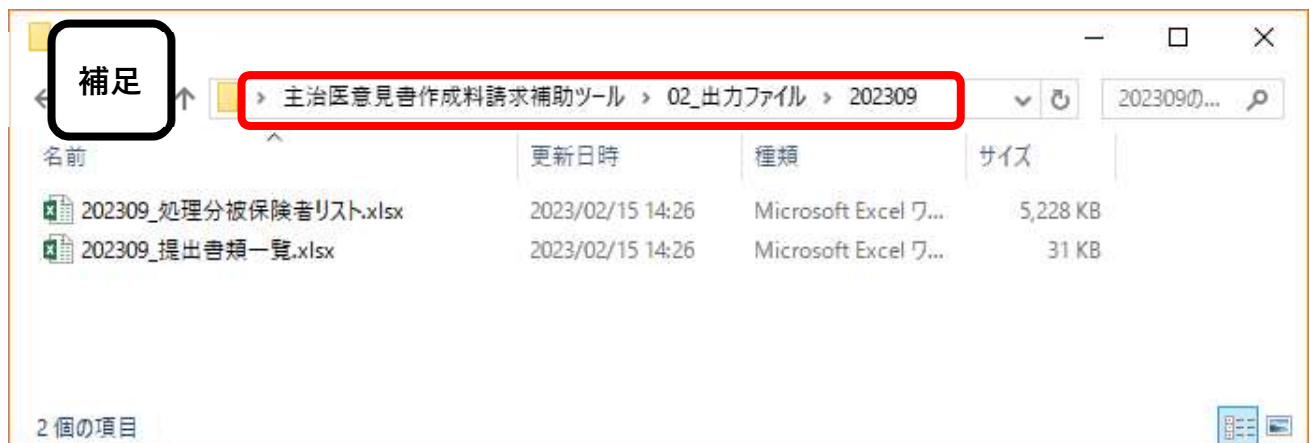 補足
› 主治医意見書作成料請求補助ツール › 02_出力ファイル › 202309
202309の...
名前 更新日時 種類 サイズ
202309_処理分被保険者リスト.xlsx 2023/02/15 14:26 Microsoft Excel ワ... 5,228 KB
202309_提出書類一覧.xlsx 2023/02/15 14:26 Microsoft Excel ワ... 31 KB
2 個の項目